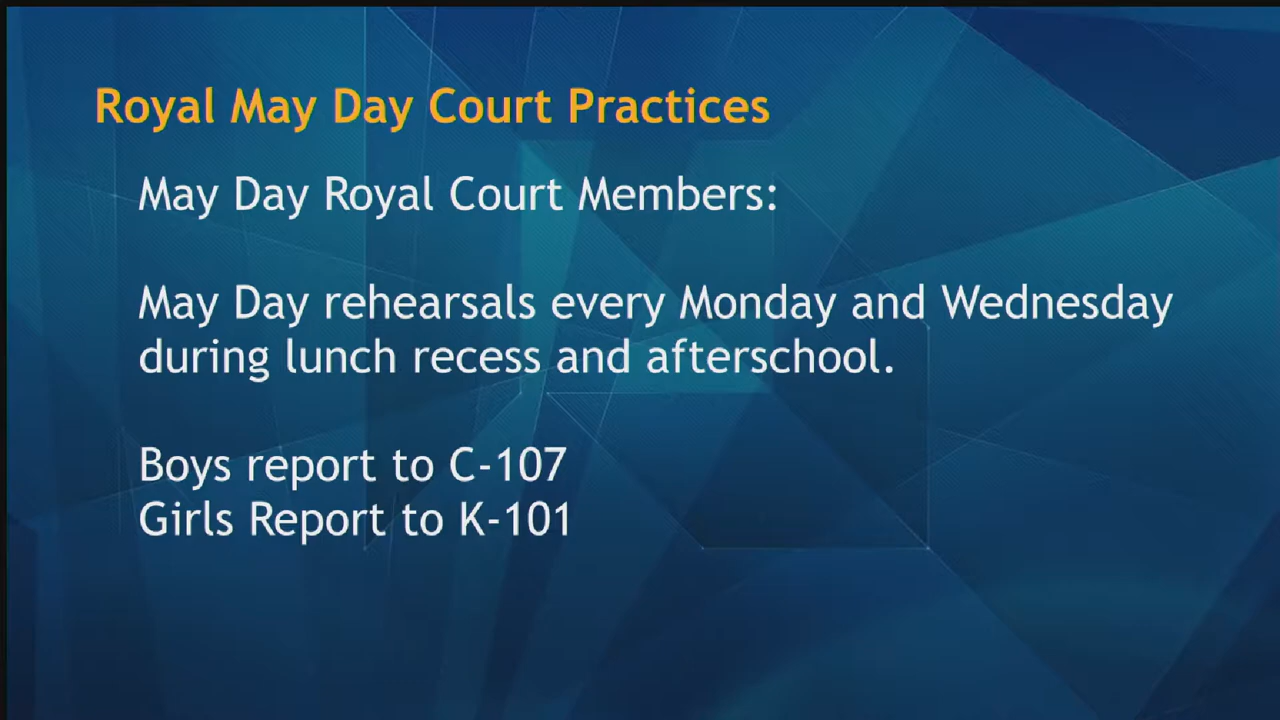 Royal May Day Court Practices
May Day Royal Court Members:
May Day rehearsals every Monday and Wednesday
during lunch recess and afterschool.
Boys report to C-107
Girls Report to K-101